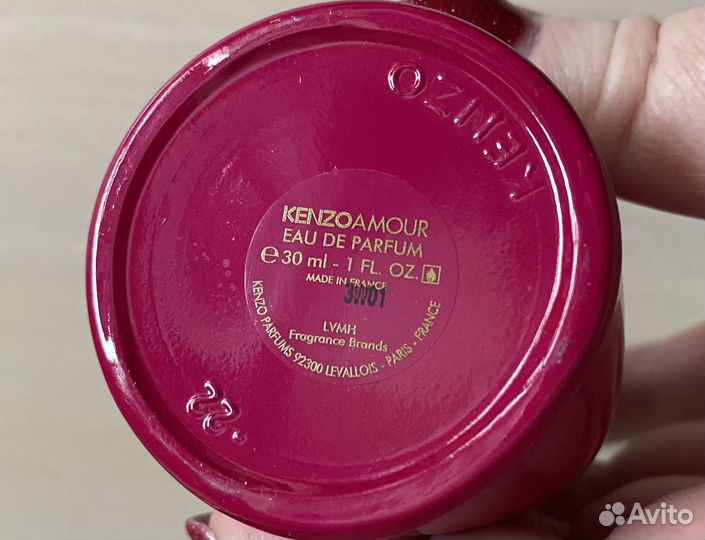 KENZO
KENZOAMOUR
EAU DE PARFUM
℮ 30 ml - 1 FL. OZ.
MADE IN FRANCE
3W01
LVMH
Fragrance Brands
KENZO PARFUMS 92300 LEVALLOIS - PARIS - FRANCE
.22
Avito